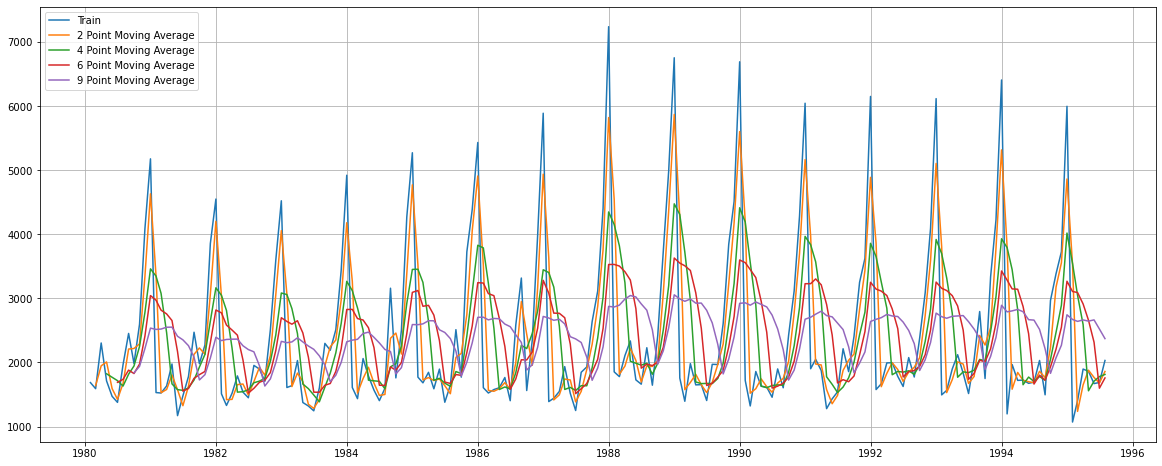 Train
2 Point Moving Average
4 Point Moving Average
6 Point Moving Average
9 Point Moving Average
7000
6000
5000
4000
3000
2000
1000
1980 1982 1984 1986 1988 1990 1992 1994 1996